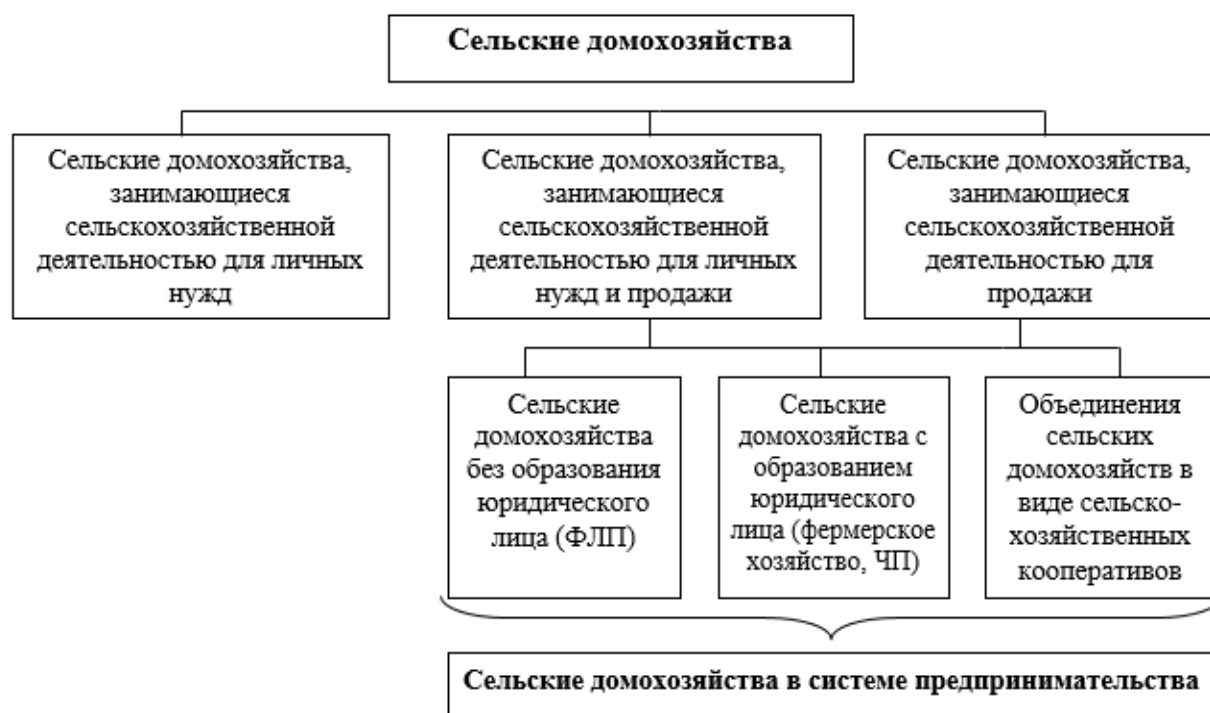 Сельские домохозяйства
Сельские домохозяйства,
занимающиеся
сельскохозяйственной
деятельностью для личных
нужд
Сельские домохозяйства,
занимающиеся
сельскохозяйственной
деятельностью для личных
нужд и продажи
Сельские домохозяйства,
занимающиеся
сельскохозяйственной
деятельностью для
продажи
Сельские
домохозяйства
без образования
юридического
лица (ФЛП)
Сельские
домохозяйства с
образованием
юридического
лица (фермерское
хозяйство, ЧП)
Объединения
сельских
домохозяйств в
виде сельско-
хозяйственных
кооперативов
Сельские домохозяйства в системе предпринимательства